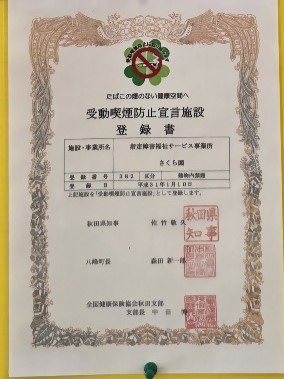 たばこの煙のない健康空間へ
受動喫煙防止宣言施設
登録書
施設・事業所名 指定障害福祉サービス事業所
さくら園
登録番号 382 区分 建物内禁煙
登録日 平成31年1月10日
上記施設を「受動喫煙防止宣言施設」として登録します。
秋田県知事 佐竹敬久
八峰町長 森田新一郎
全国健康保険協会秋田支部
支部長
秋田県
知事